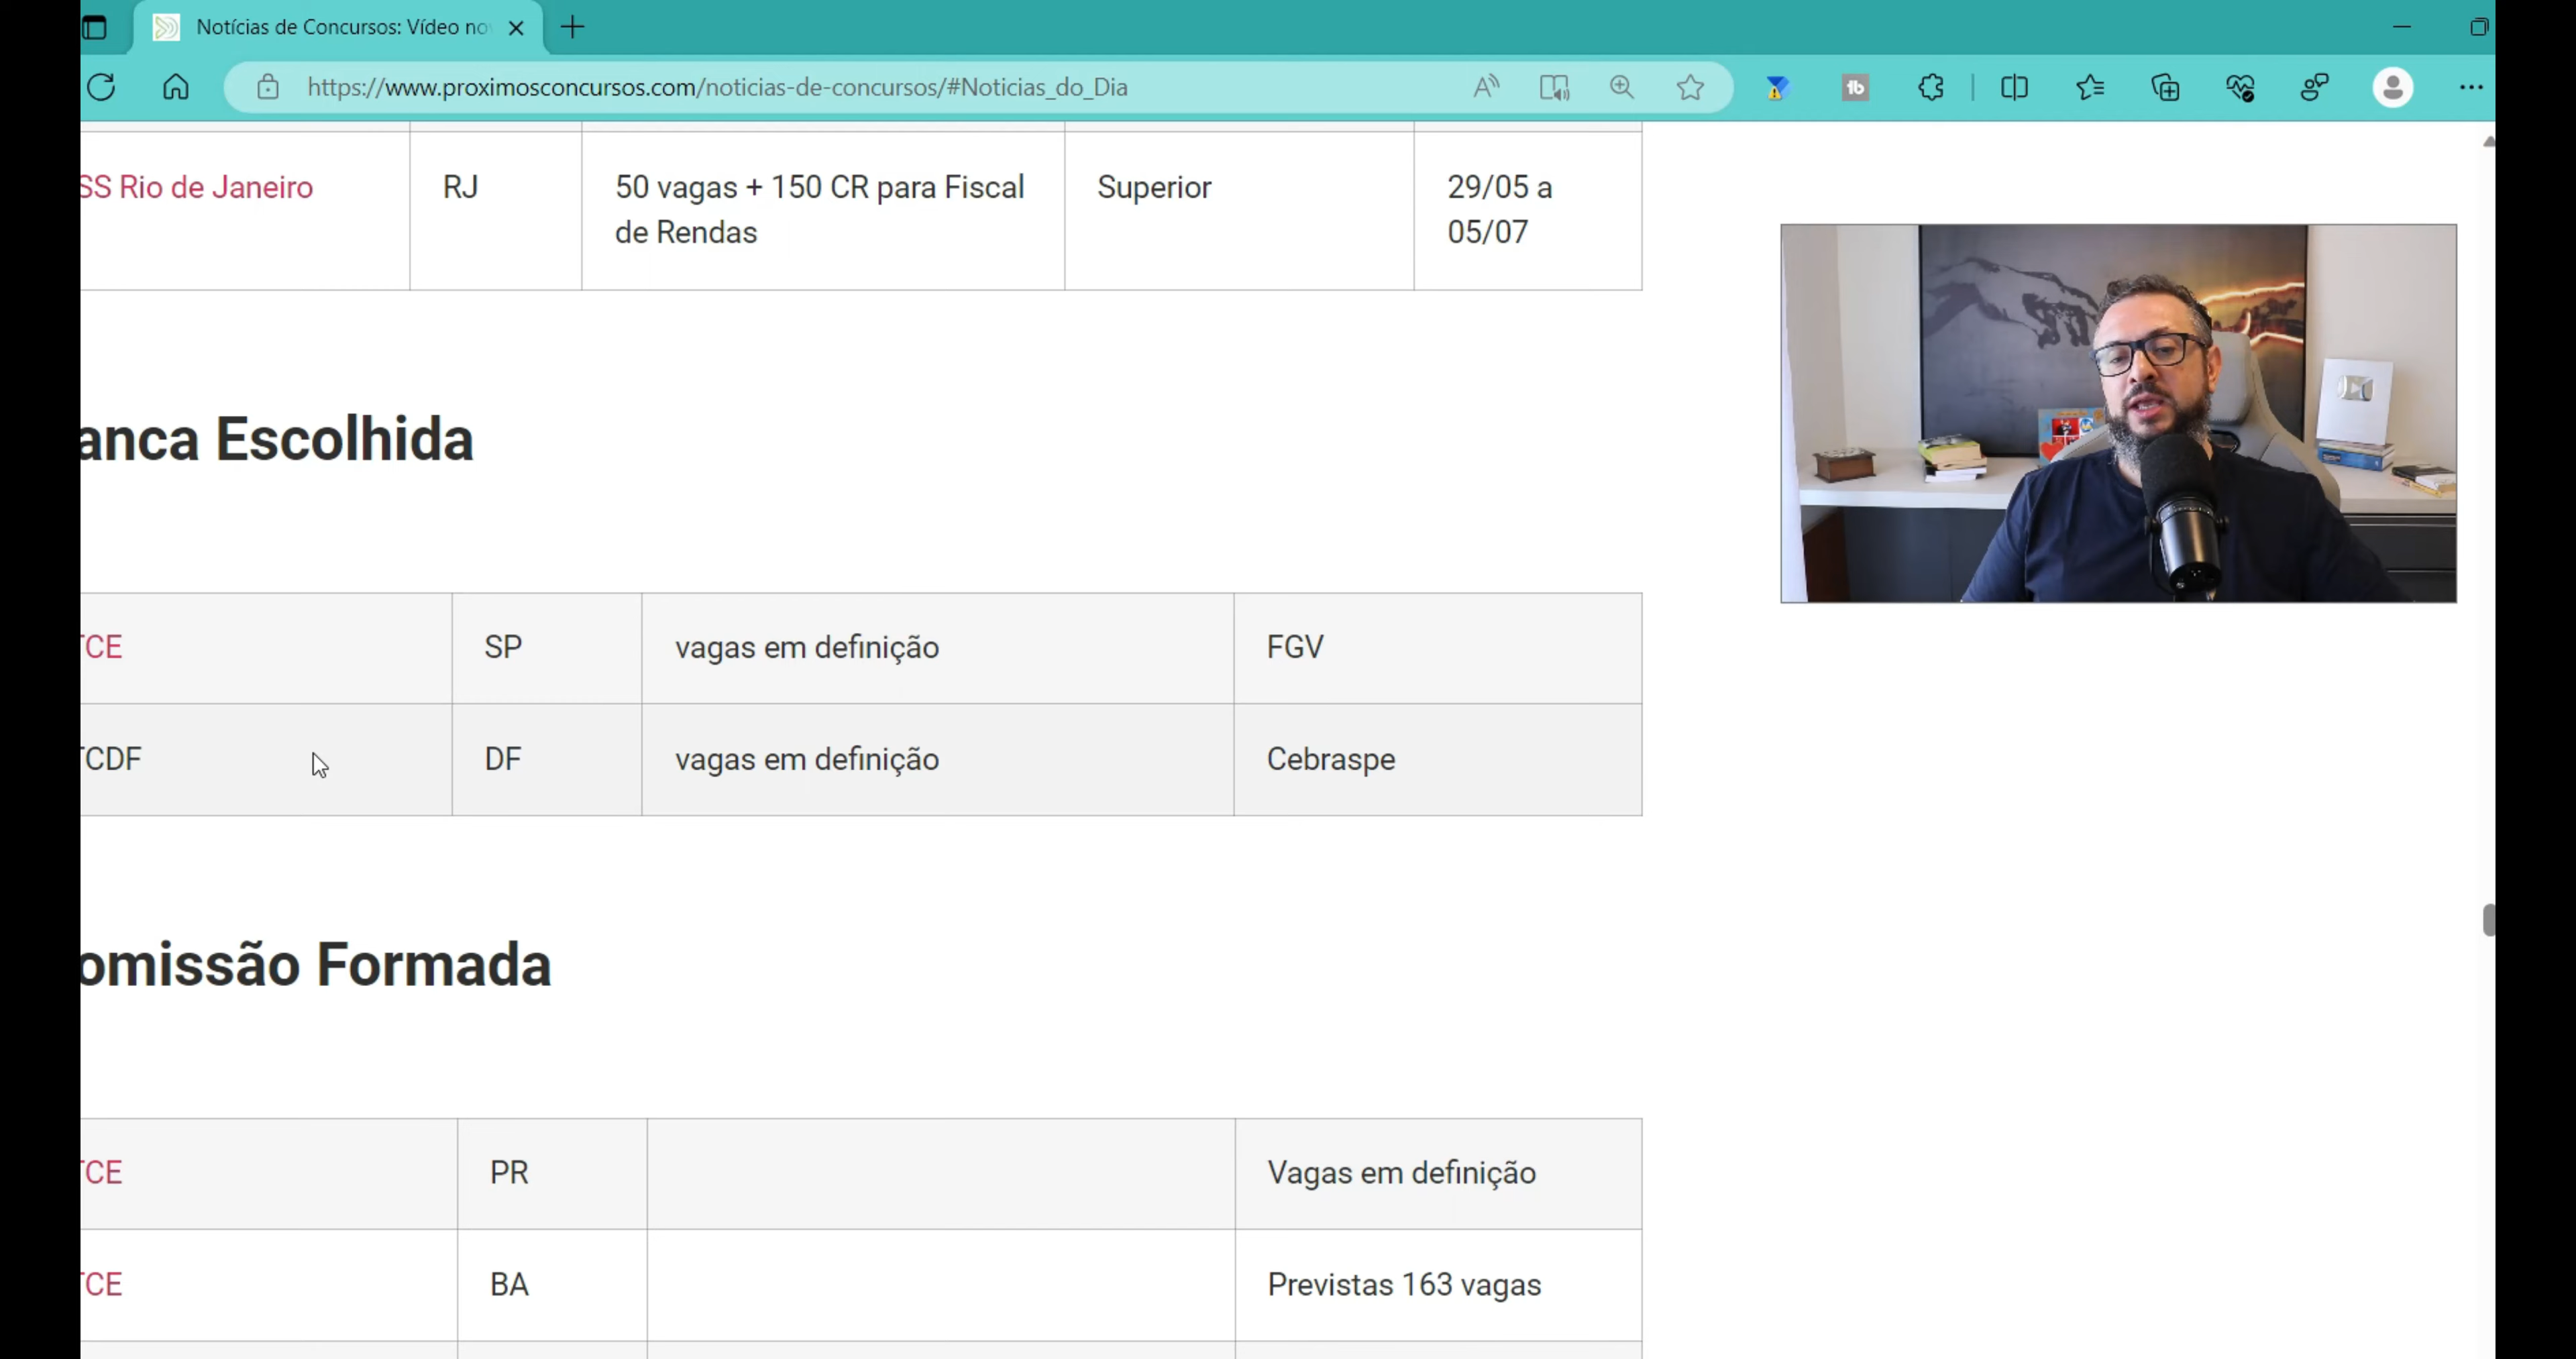 Notícias de Concursos: Vídeo no
https://www.proximosconcursos.com/noticias-de-concursos/#Noticias_do_Dia
SS Rio de Janeiro
RJ
50 vagas + 150 CR para Fiscal
de Rendas
Superior
29/05 a
05/07
anca Escolhida
TCE
SP
vagas em definição
FGV
TCDF
DF
vagas em definição
Cebraspe
omissão Formada
TCE
PR
Vagas em definição
TCE
BA
Previstas 163 vagas